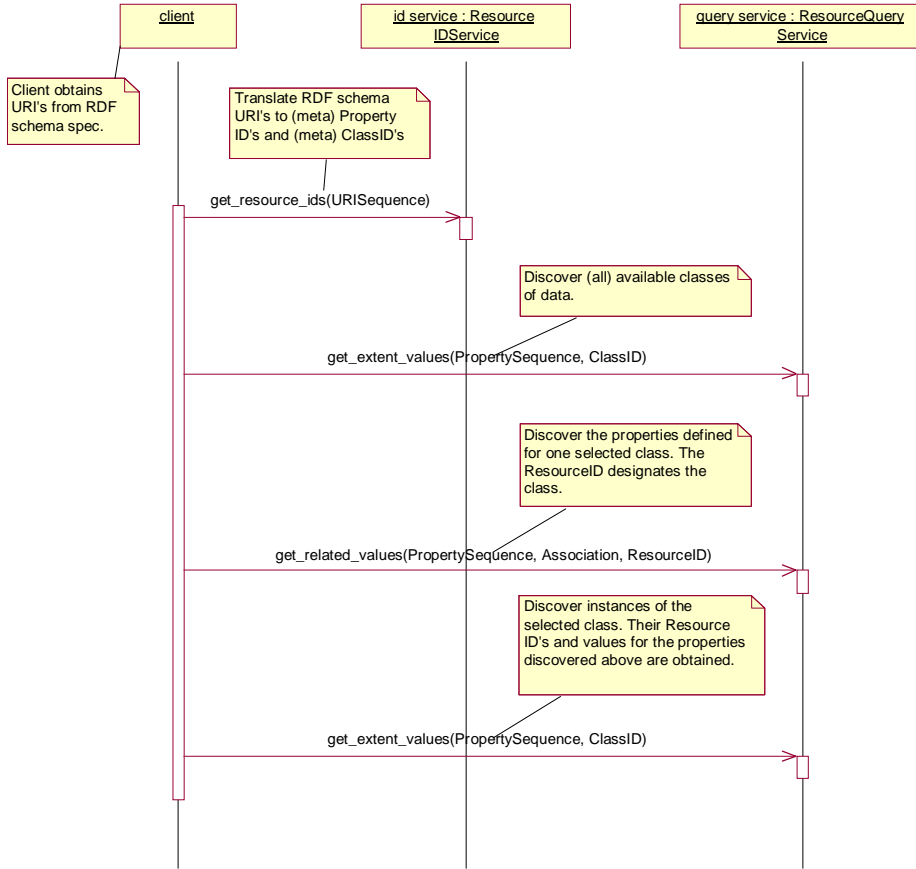 client
id service : Resource
IDService
query service : ResourceQuery
Service
Client obtains
URI's from RDF
schema spec.
Translate RDF schema
URI's to (meta) Property
ID's and (meta) ClassID's
get_resource_ids(URISequence)
Discover (all) available classes
of data.
get_extent_values(PropertySequence, ClassID)
Discover the properties defined
for one selected class. The
ResourceID designates the
class.
get_related_values(PropertySequence, Association, ResourceID)
Discover instances of the
selected class. Their Resource
ID's and values for the properties
discovered above are obtained.
get_extent_values(PropertySequence, ClassID)